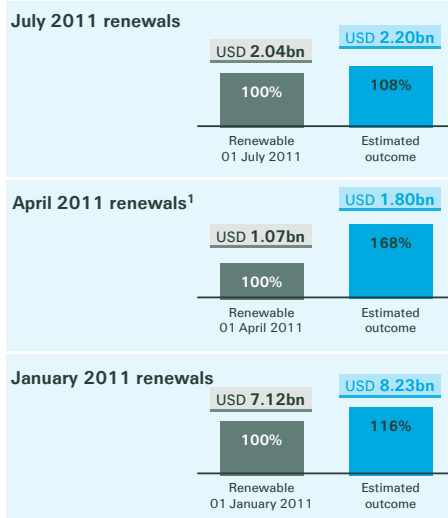 July 2011 renewals
USD 2.20bn
USD 2.04bn
108%
100%
Renewable
01 July 2011
Estimated
outcome
April 2011 renewals¹
USD 1.80bn
USD 1.07bn
168%
100%
Renewable
01 April 2011
Estimated
outcome
January 2011 renewals
USD 7.12bn
USD 8.23bn
100%
116%
Renewable
01 January 2011
Estimated
outcome